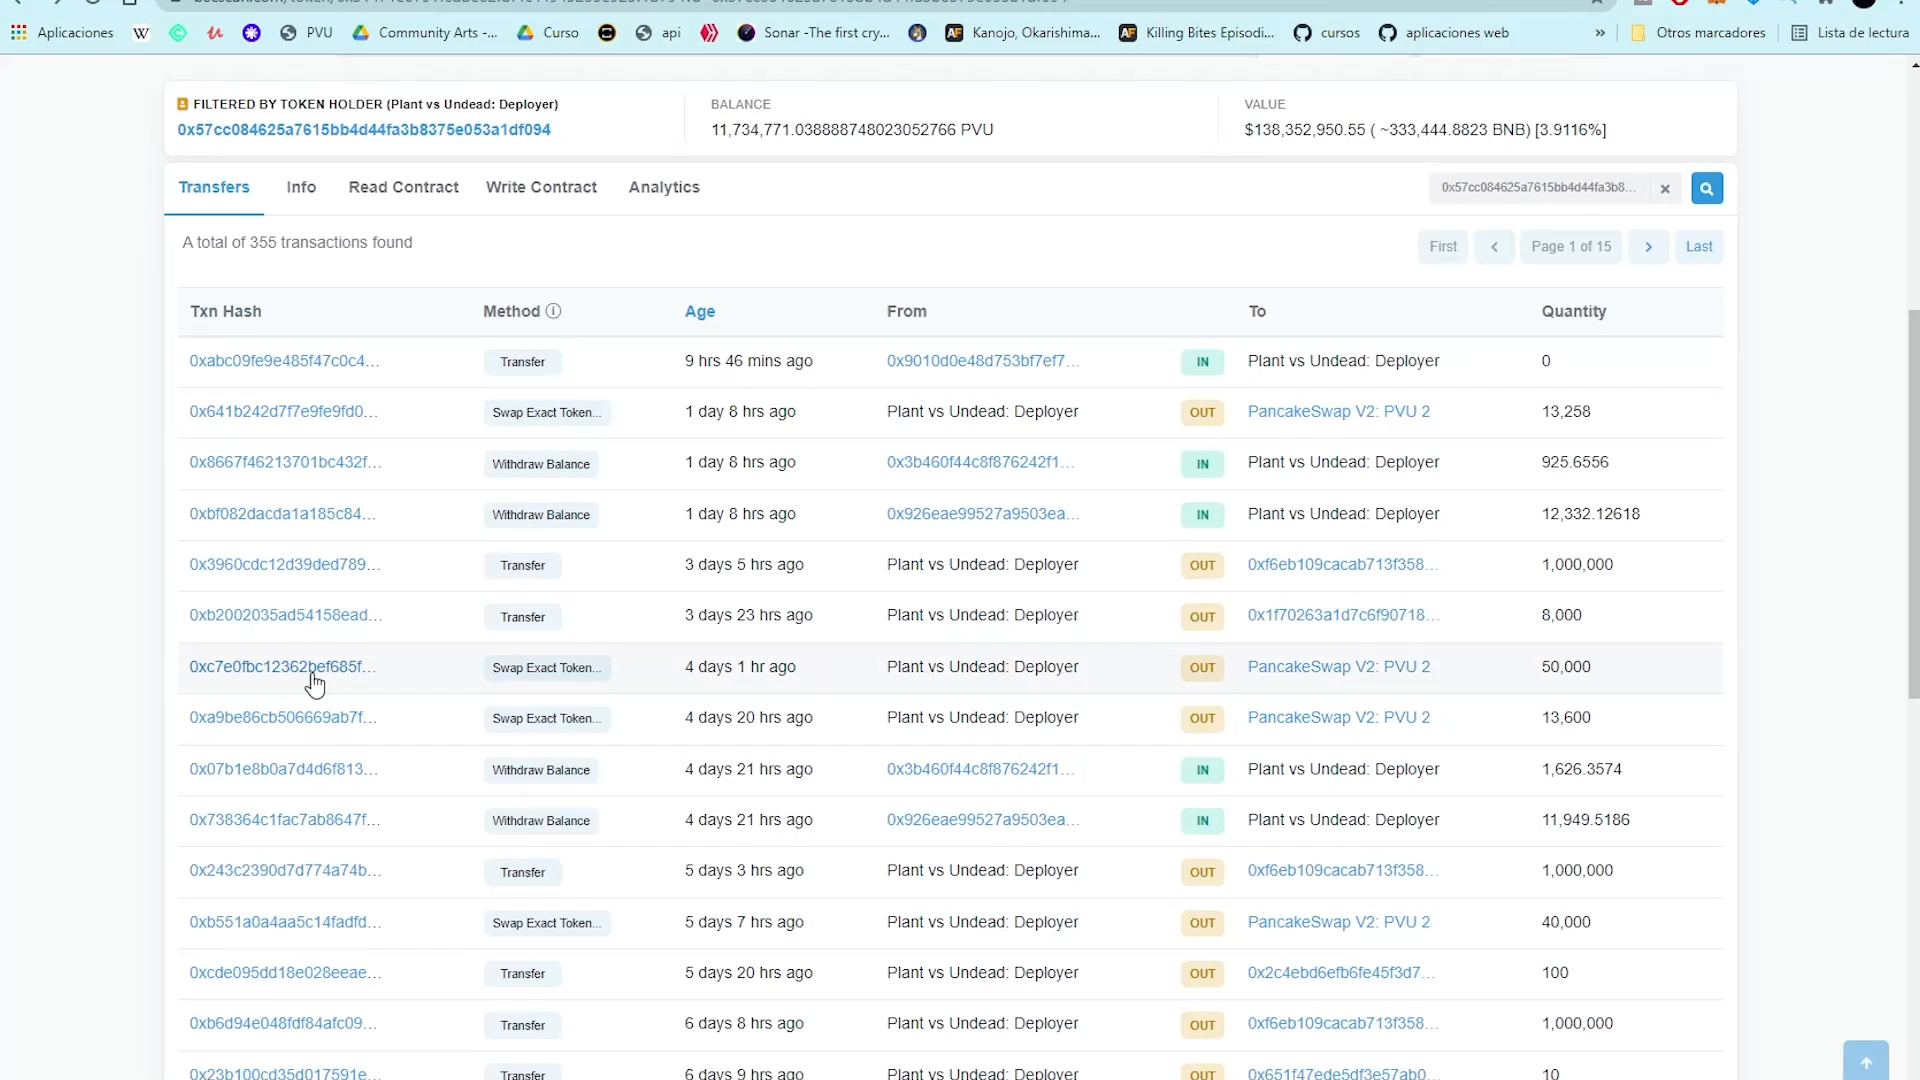 Aplicaciones PVU Community Arts -... Curso api Sonar -The first cry... Kanojo, Okarishima... Killing Bites Episodi... cursos aplicaciones web » Otros marcadores Lista de lectura
FILTERED BY TOKEN HOLDER (Plant vs Undead: Deployer) BALANCE VALUE
0x57cc084625a7615bb4d44fa3b8375e053a1df094 11,734,771.038888748023052766 PVU $138,352,950.55 ( ~333,444.8823 BNB) [3.9116%]
Transfers Info Read Contract Write Contract Analytics 0x57cc084625a7615bb4d44fa3b8...
A total of 355 transactions found First Page 1 of 15 Last
Txn Hash Method Age From To Quantity
0xabc09fe9e485f47c0c4... Transfer 9 hrs 46 mins ago 0x9010d0e48d753bf7ef7... IN Plant vs Undead: Deployer 0
0x641b242d7f7e9fe9fd0... Swap Exact Token... 1 day 8 hrs ago Plant vs Undead: Deployer OUT PancakeSwap V2: PVU 2 13,258
0x8667f46213701bc432f... Withdraw Balance 1 day 8 hrs ago 0x3b460f44c8f876242f1... IN Plant vs Undead: Deployer 925.6556
0xbf082dacda1a185c84... Withdraw Balance 1 day 8 hrs ago 0x926eae99527a9503ea... IN Plant vs Undead: Deployer 12,332.12618
0x3960cdc12d39ded789... Transfer 3 days 5 hrs ago Plant vs Undead: Deployer OUT 0xf6eb109cacab713f358... 1,000,000
0xb2002035ad54158ead... Transfer 3 days 23 hrs ago Plant vs Undead: Deployer OUT 0x1f70263a1d7c6f90718... 8,000
0xc7e0fbc12362bef685f... Swap Exact Token... 4 days 1 hr ago Plant vs Undead: Deployer OUT PancakeSwap V2: PVU 2 50,000
0xa9be86cb506669ab7f... Swap Exact Token... 4 days 20 hrs ago Plant vs Undead: Deployer OUT PancakeSwap V2: PVU 2 13,600
0x07b1e8b0a7d4d6f813... Withdraw Balance 4 days 21 hrs ago 0x3b460f44c8f876242f1... IN Plant vs Undead: Deployer 1,626.3574
0x738364c1fac7ab8647f... Withdraw Balance 4 days 21 hrs ago 0x926eae99527a9503ea... IN Plant vs Undead: Deployer 11,949.5186
0x243c2390d7d774a74b... Transfer 5 days 3 hrs ago Plant vs Undead: Deployer OUT 0xf6eb109cacab713f358... 1,000,000
0xb551a0a4aa5c14fadfd... Swap Exact Token... 5 days 7 hrs ago Plant vs Undead: Deployer OUT PancakeSwap V2: PVU 2 40,000
0xcde095dd18e028eeae... Transfer 5 days 20 hrs ago Plant vs Undead: Deployer OUT 0x2c4ebd6efb6fe45f3d7... 100
0xb6d94e048fdf84afc09... Transfer 6 days 8 hrs ago Plant vs Undead: Deployer OUT 0xf6eb109cacab713f358... 1,000,000
0x23b100cd35d017591e... Transfer 6 days 9 hrs ago Plant vs Undead: Deployer OUT 0x651f47ede5df3e57ab0... 10